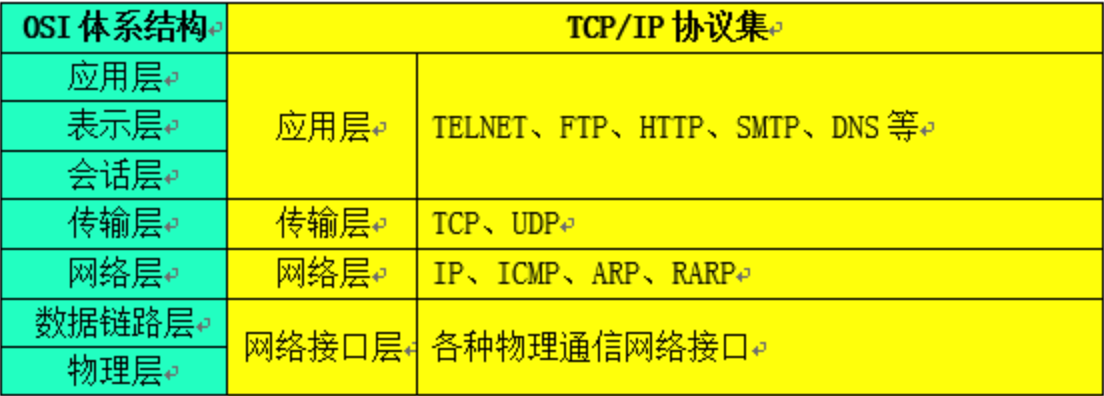 OSI 体系结构 TCP/IP 协议集
应用层
表示层
会话层
应用层 TELNET、FTP、HTTP、SMTP、DNS 等
传输层 传输层 TCP、UDP
网络层 网络层 IP、ICMP、ARP、RARP
数据链路层
物理层
网络接口层 各种物理通信网络接口